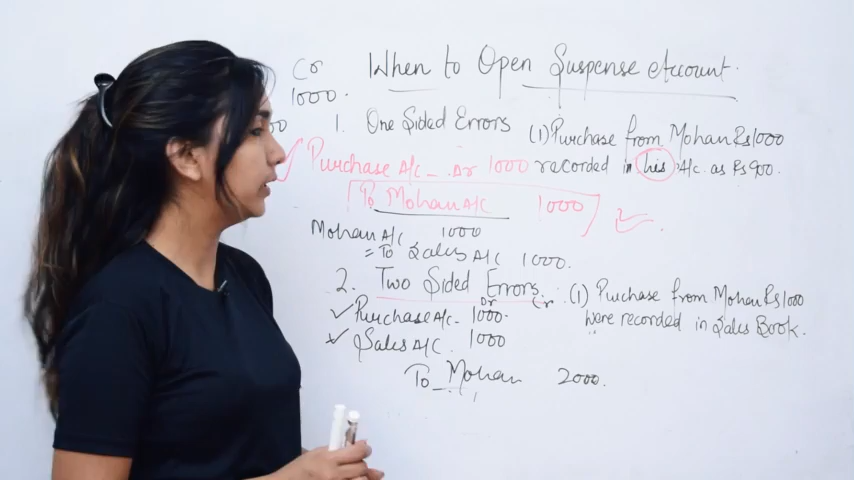 Cr
1000.
When to Open Suspense Account.
00
1. One Sided Errors
(1) Purchase from Mohan Rs1000
recorded in his A/c. as Rs 900.
Purchase A/c - Dr 1000
To Mohan A/c 1000
Mohan A/c 1000
= To Sales A/c 1000.
2. Two Sided Errors
Dr Cr
(1) Purchase from Mohan Rs1000
were recorded in Sales Book.
Purchase A/c - 1000.
Sales A/c. 1000
To Mohan 2000.